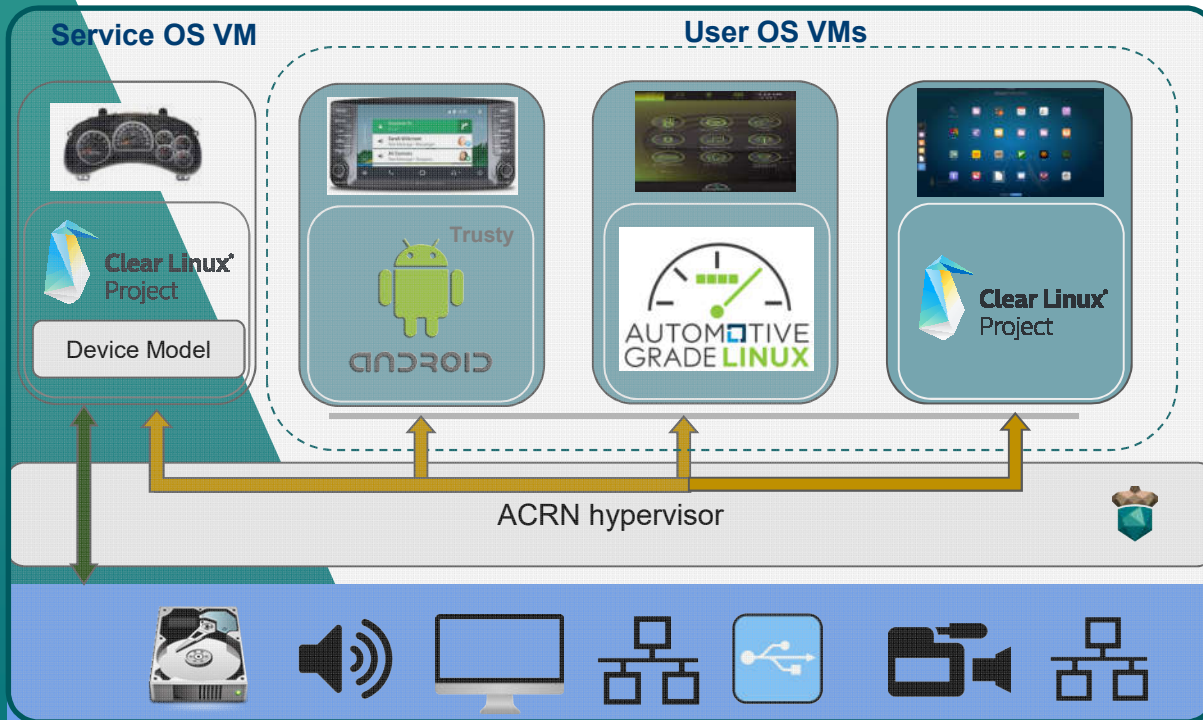 Service OS VM
User OS VMs
Trusty
Clear Linux*
Project
Device Model
ANDROID
AUTOMOTIVE
GRADE LINUX
Clear Linux*
Project
ACRN hypervisor